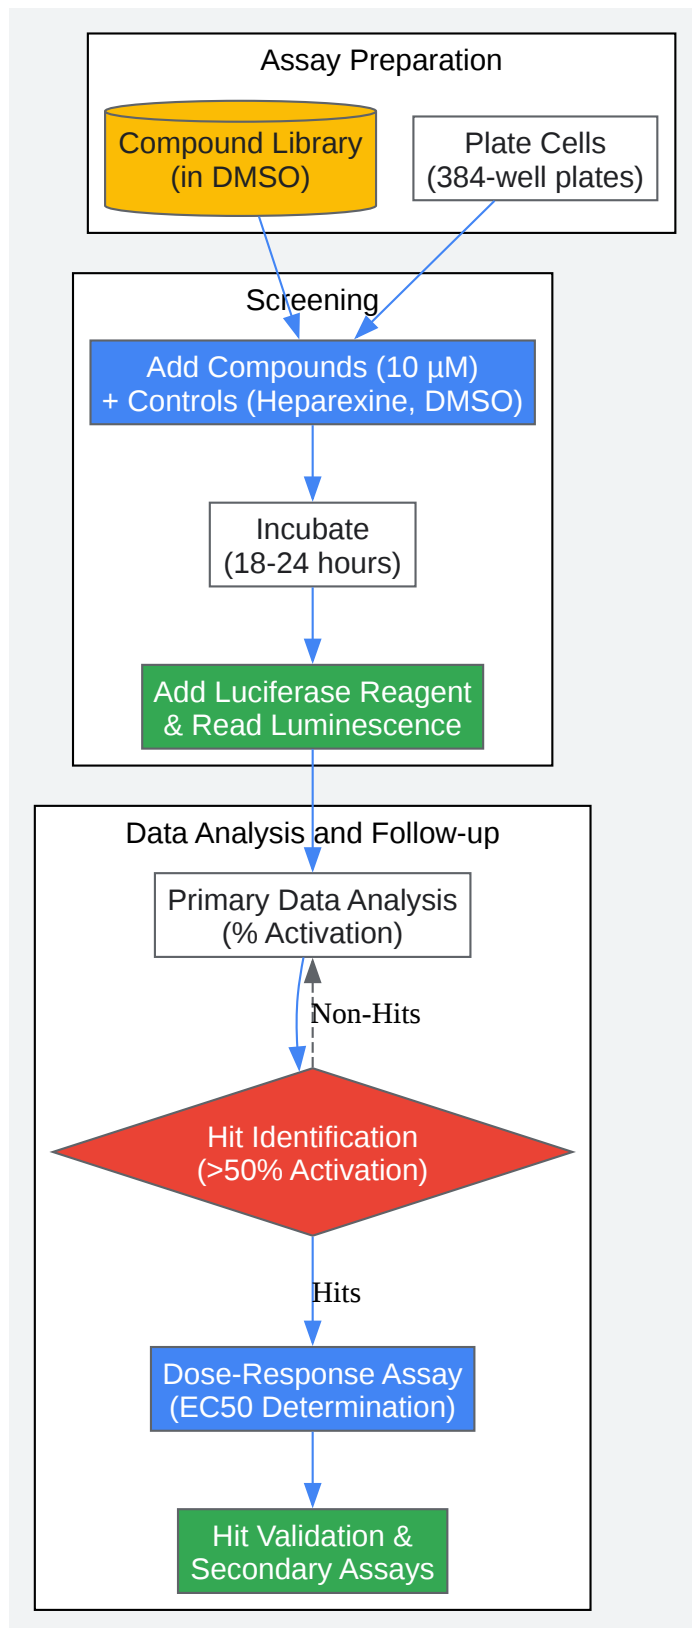 Assay Preparation
Compound Library
(in DMSO)
Plate Cells
(384-well plates)
Screening
Add Compounds (10 µM)
+ Controls (Heparexine, DMSO)
Incubate
(18-24 hours)
Add Luciferase Reagent
& Read Luminescence
Data Analysis and Follow-up
Primary Data Analysis
(% Activation)
Non-Hits
Hit Identification
(>50% Activation)
Hits
Dose-Response Assay
(EC50 Determination)
Hit Validation &
Secondary Assays